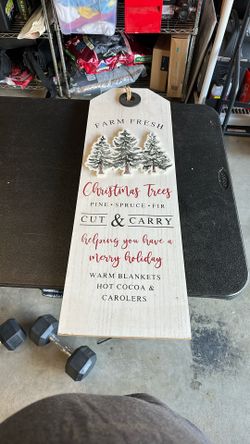 FARM FRESH
Christmas Trees
PINE • SPRUCE • FIR
CUT & CARRY
helping you have a
merry holiday
WARM BLANKETS
HOT COCOA &
CAROLERS